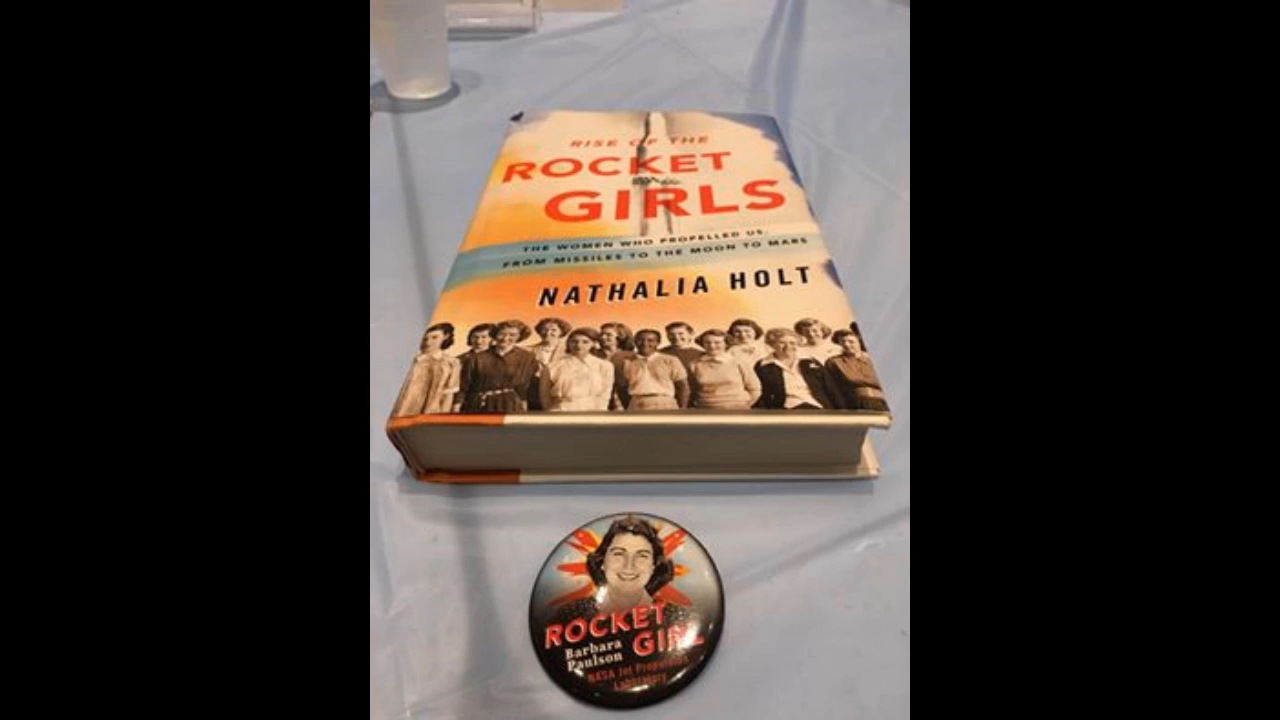 RISE OF THE
ROCKET
GIRLS
THE WOMEN WHO PROPELLED US,
FROM MISSILES TO THE MOON TO MARS
NATHALIA HOLT
ROCKET
GIRL
Barbara
Paulson
NASA Jet Propulsion
Laboratory